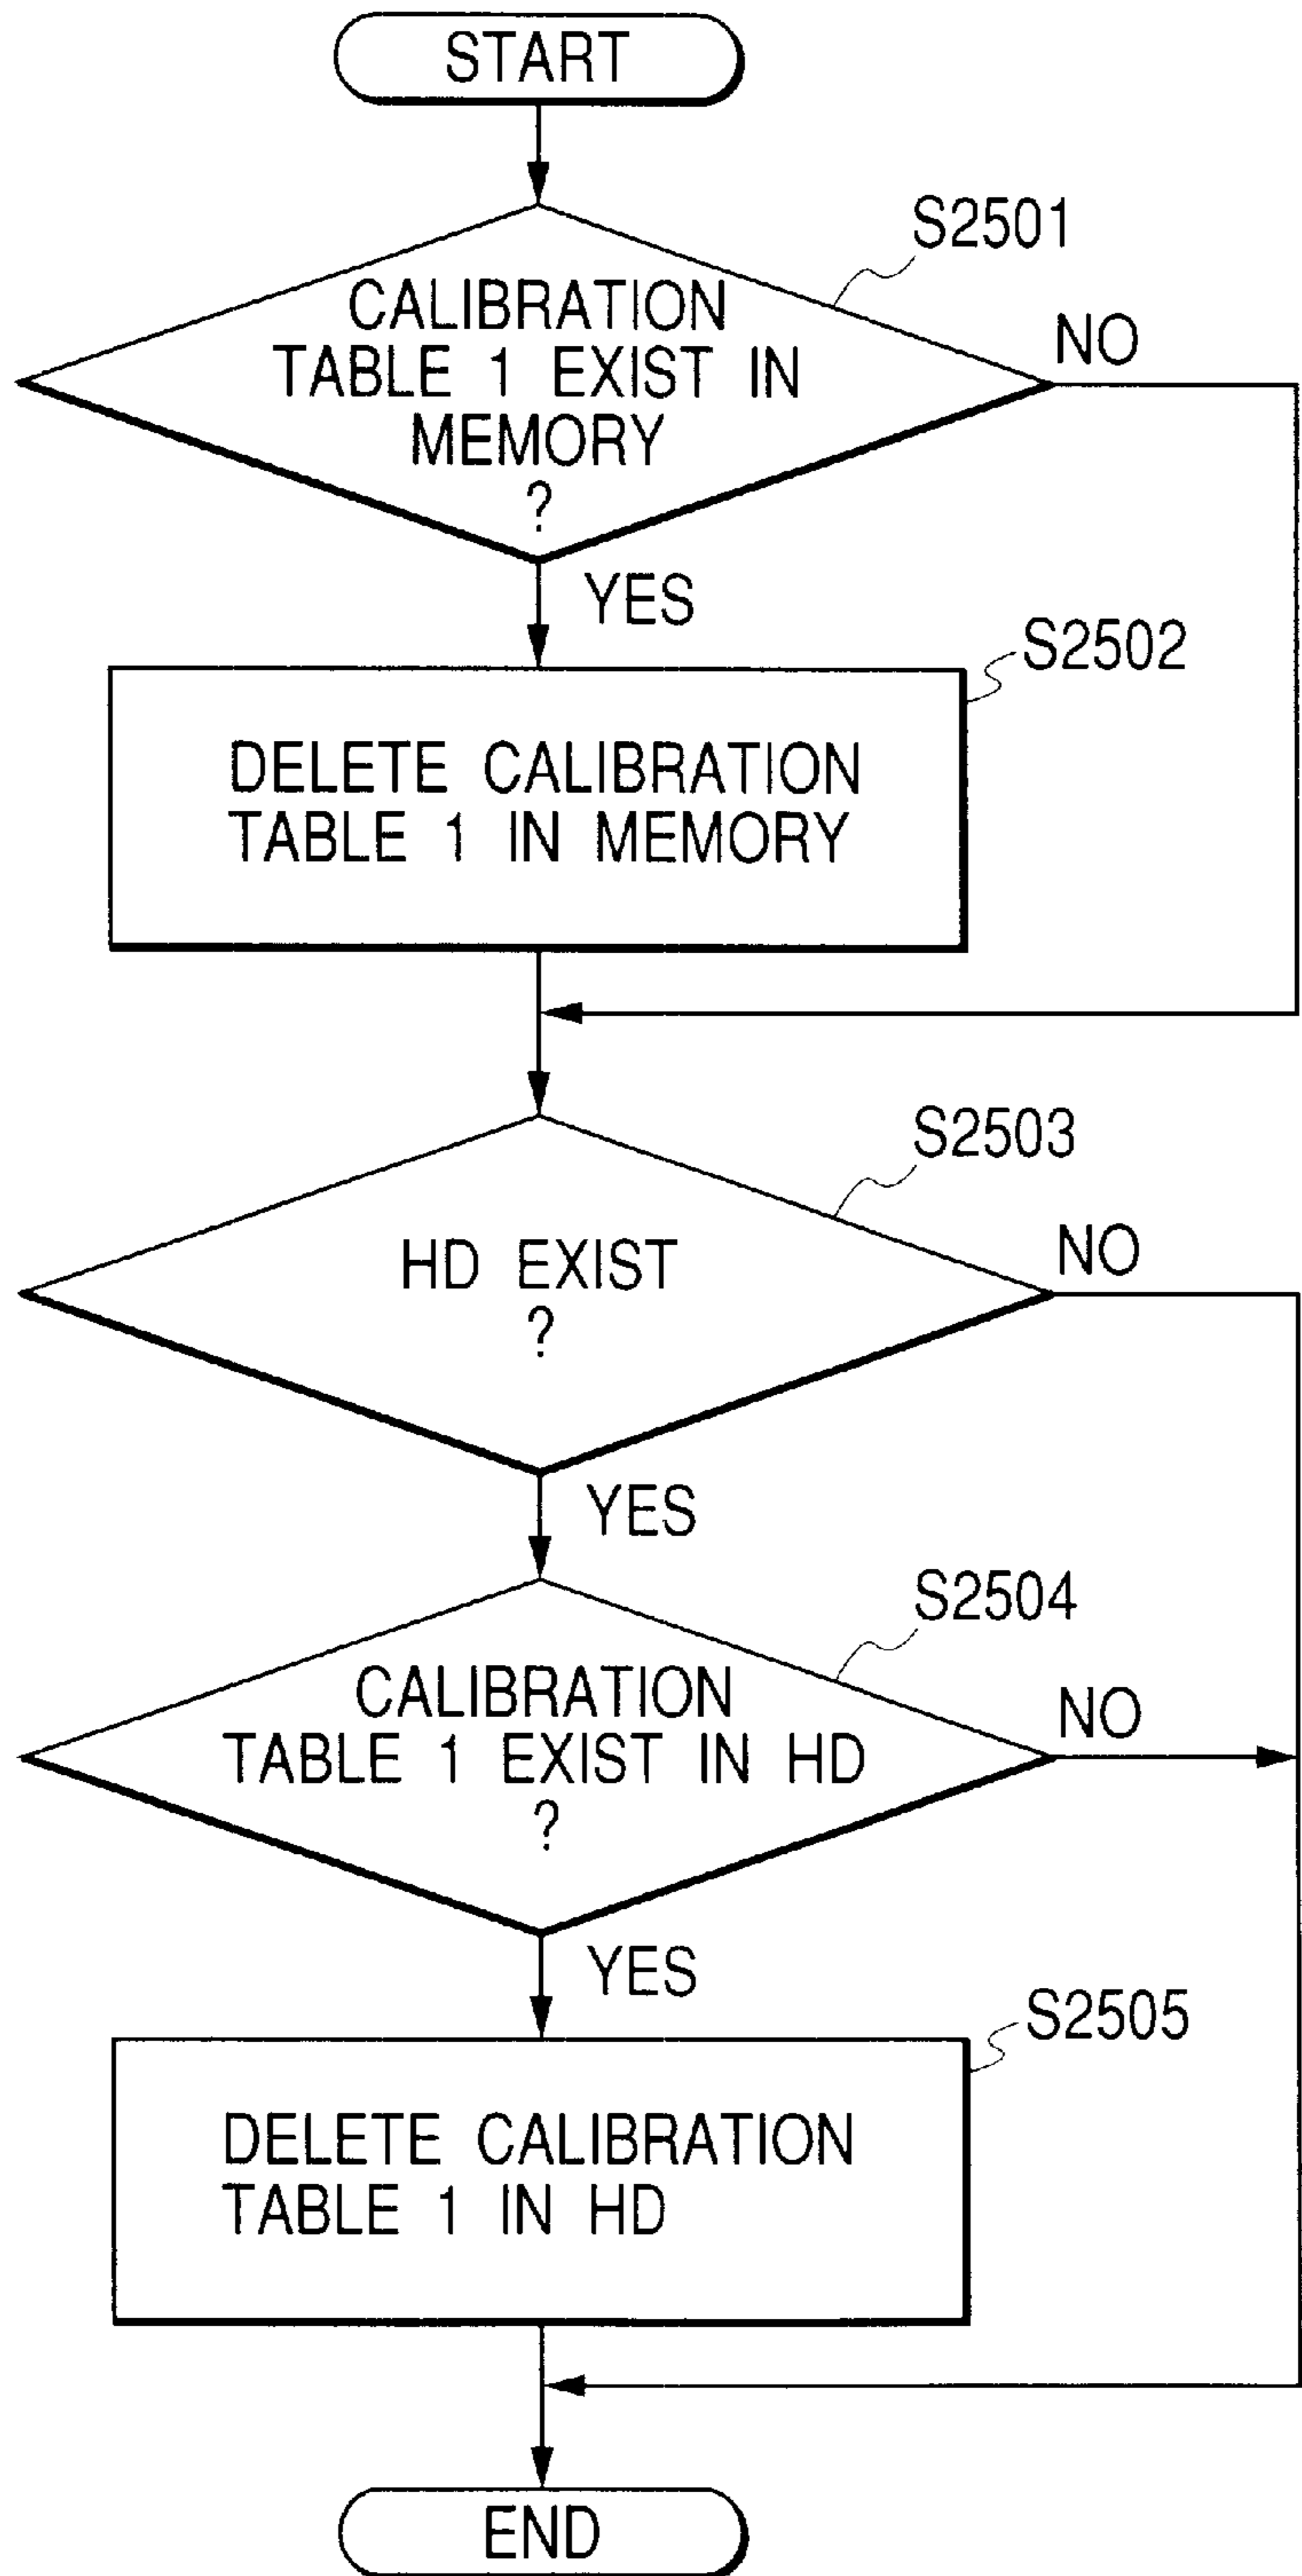 START
S2501
CALIBRATION
TABLE 1 EXIST IN
MEMORY
?
NO
YES
S2502
DELETE CALIBRATION
TABLE 1 IN MEMORY
S2503
HD EXIST
?
NO
YES
S2504
CALIBRATION
TABLE 1 EXIST IN HD
?
NO
YES
S2505
DELETE CALIBRATION
TABLE 1 IN HD
END